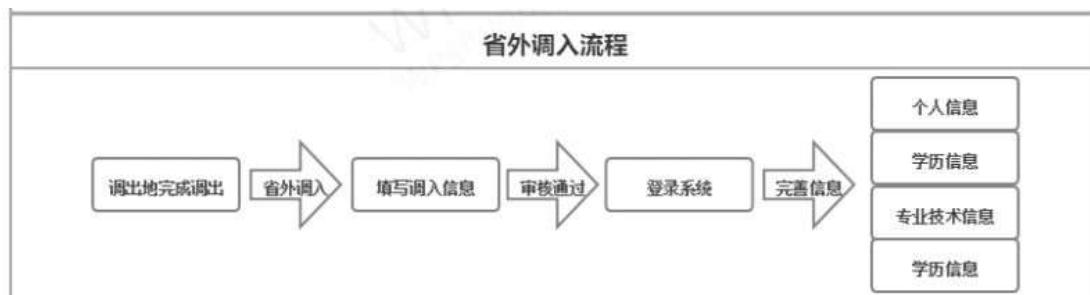 省外调入流程
调出地完成调出
省外调入
填写调入信息
审核通过
登录系统
完善信息
个人信息
学历信息
专业技术信息
学历信息